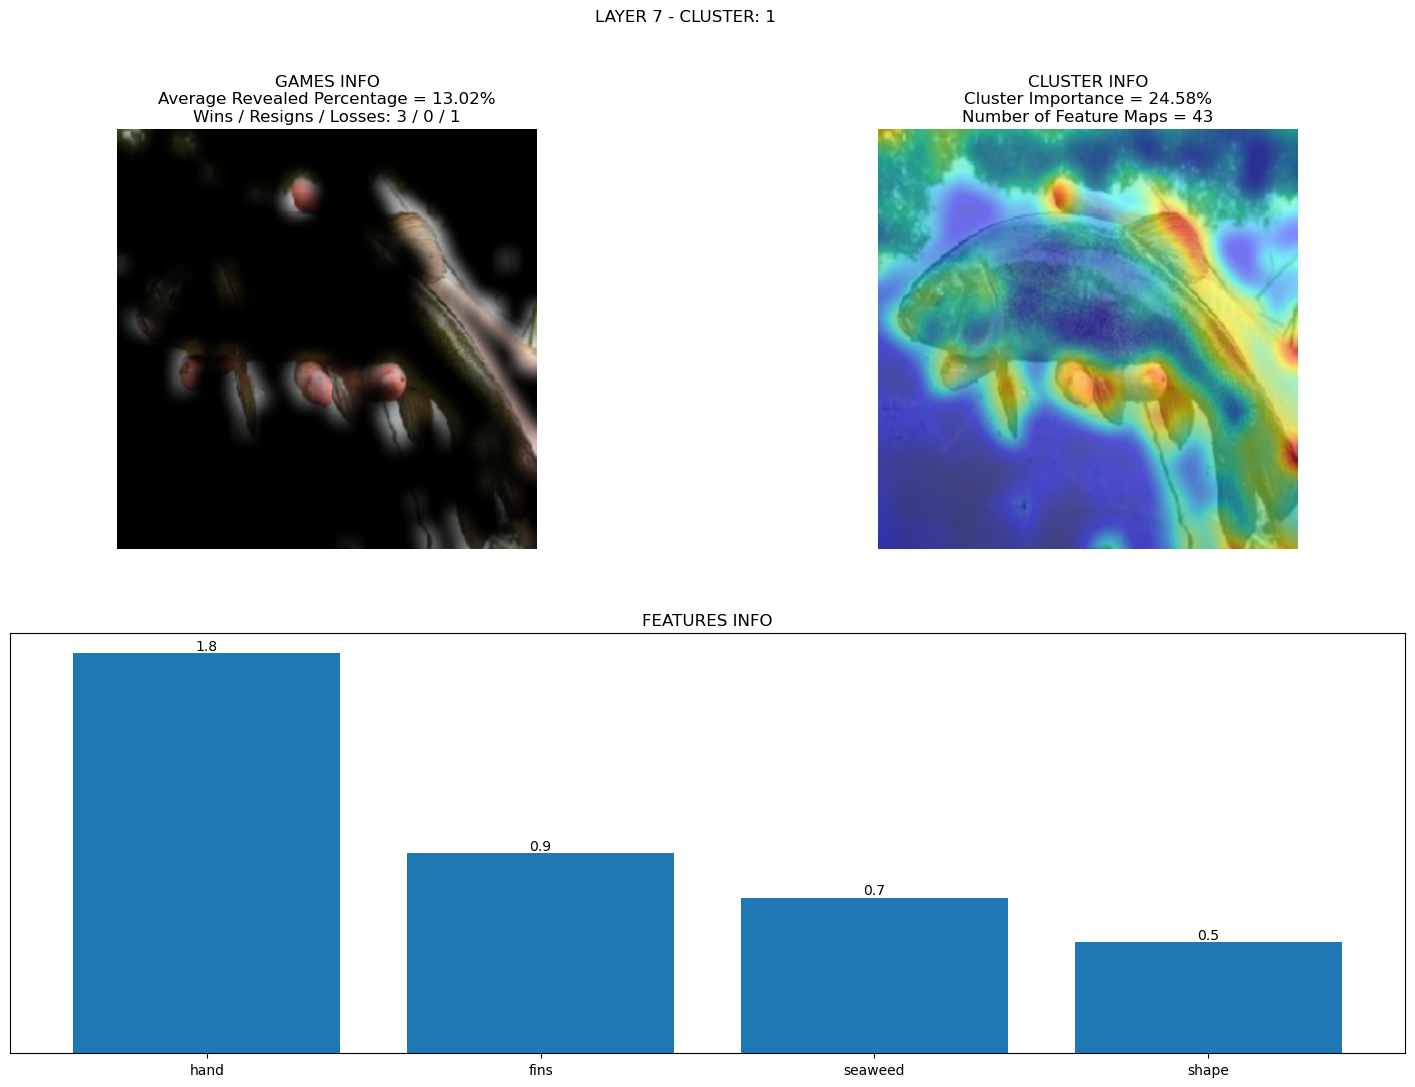 LAYER 7 - CLUSTER: 1
GAMES INFO
Average Revealed Percentage = 13.02%
Wins / Resigns / Losses: 3 / 0 / 1
CLUSTER INFO
Cluster Importance = 24.58%
Number of Feature Maps = 43
FEATURES INFO
1.8
0.9
0.7
0.5
hand
fins
seaweed
shape